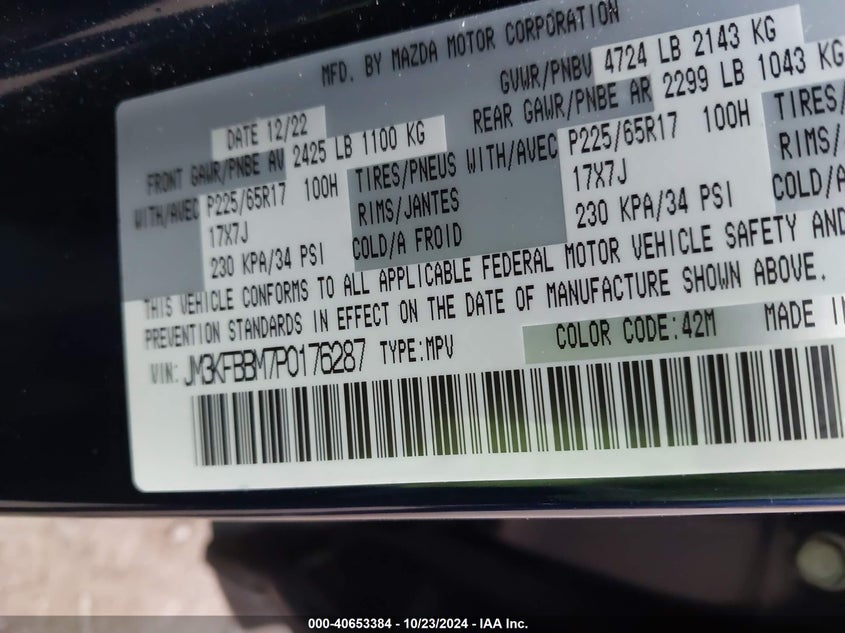 MFD. BY MAZDA MOTOR CORPORATION
DATE 12/22 GVWR/PNBV 4724 LB 2143 KG
FRONT GAWR/PNBE AV 2425 LB 1100 KG REAR GAWR/PNBE AR 2299 LB 1043 KG
WITH/AVEC P225/65R17 100H TIRES/PNEUS WITH/AVEC P225/65R17 100H TIRES/
17X7J RIMS/JANTES 17X7J RIMS/
230 KPA/34 PSI COLD/A FROID 230 KPA/34 PSI COLD/A
THIS VEHICLE CONFORMS TO ALL APPLICABLE FEDERAL MOTOR VEHICLE SAFETY AND
PREVENTION STANDARDS IN EFFECT ON THE DATE OF MANUFACTURE SHOWN ABOVE.
VIN: JM3KFBBM7P0176287 TYPE:MPV COLOR CODE:42M MADE IN
000-40653384 - 10/23/2024 - IAA Inc.